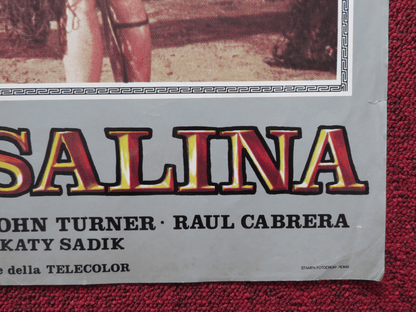 SALINA
OHN TURNER · RAUL CABRERA
KATY SADIK
e della TELECOLOR